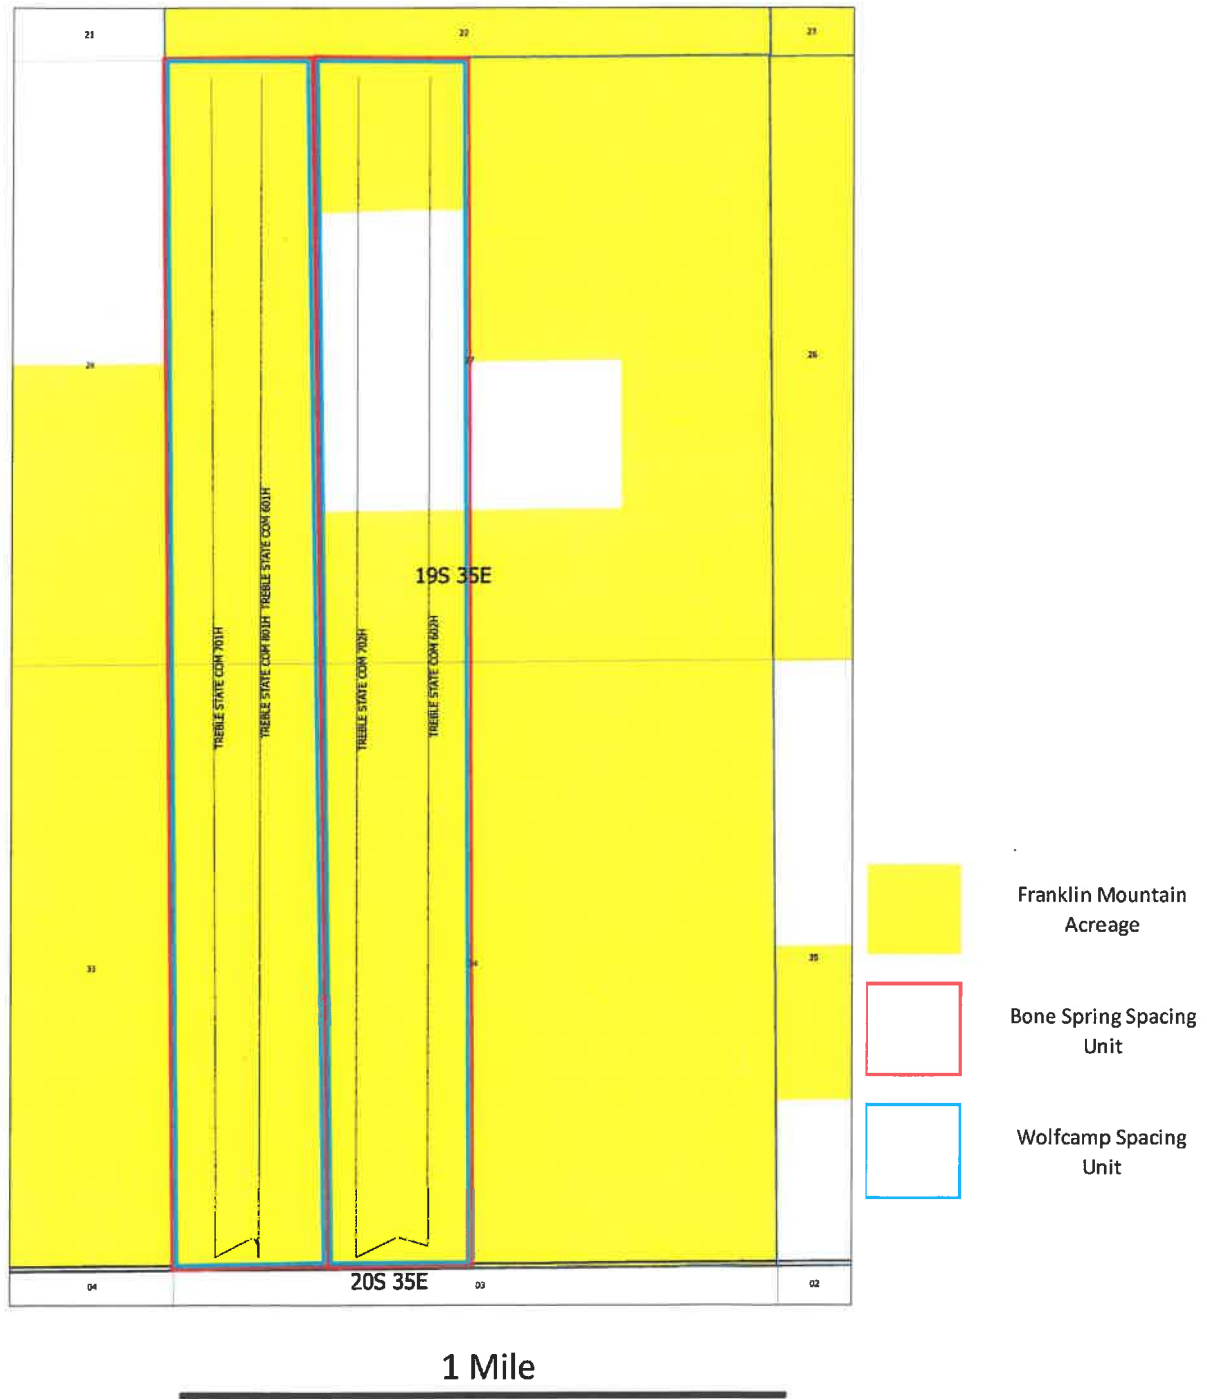 21
22
23
28
27
26
TREBLE STATE COM 601H
19S 35E
TREBLE STATE COM 701H
TREBLE STATE COM 801H
TREBLE STATE COM 702H
TREBLE STATE COM 602H
Franklin Mountain
Acreage
33
34
35
Bone Spring Spacing
Unit
Wolfcamp Spacing
Unit
04
20S 35E
03
02
1 Mile